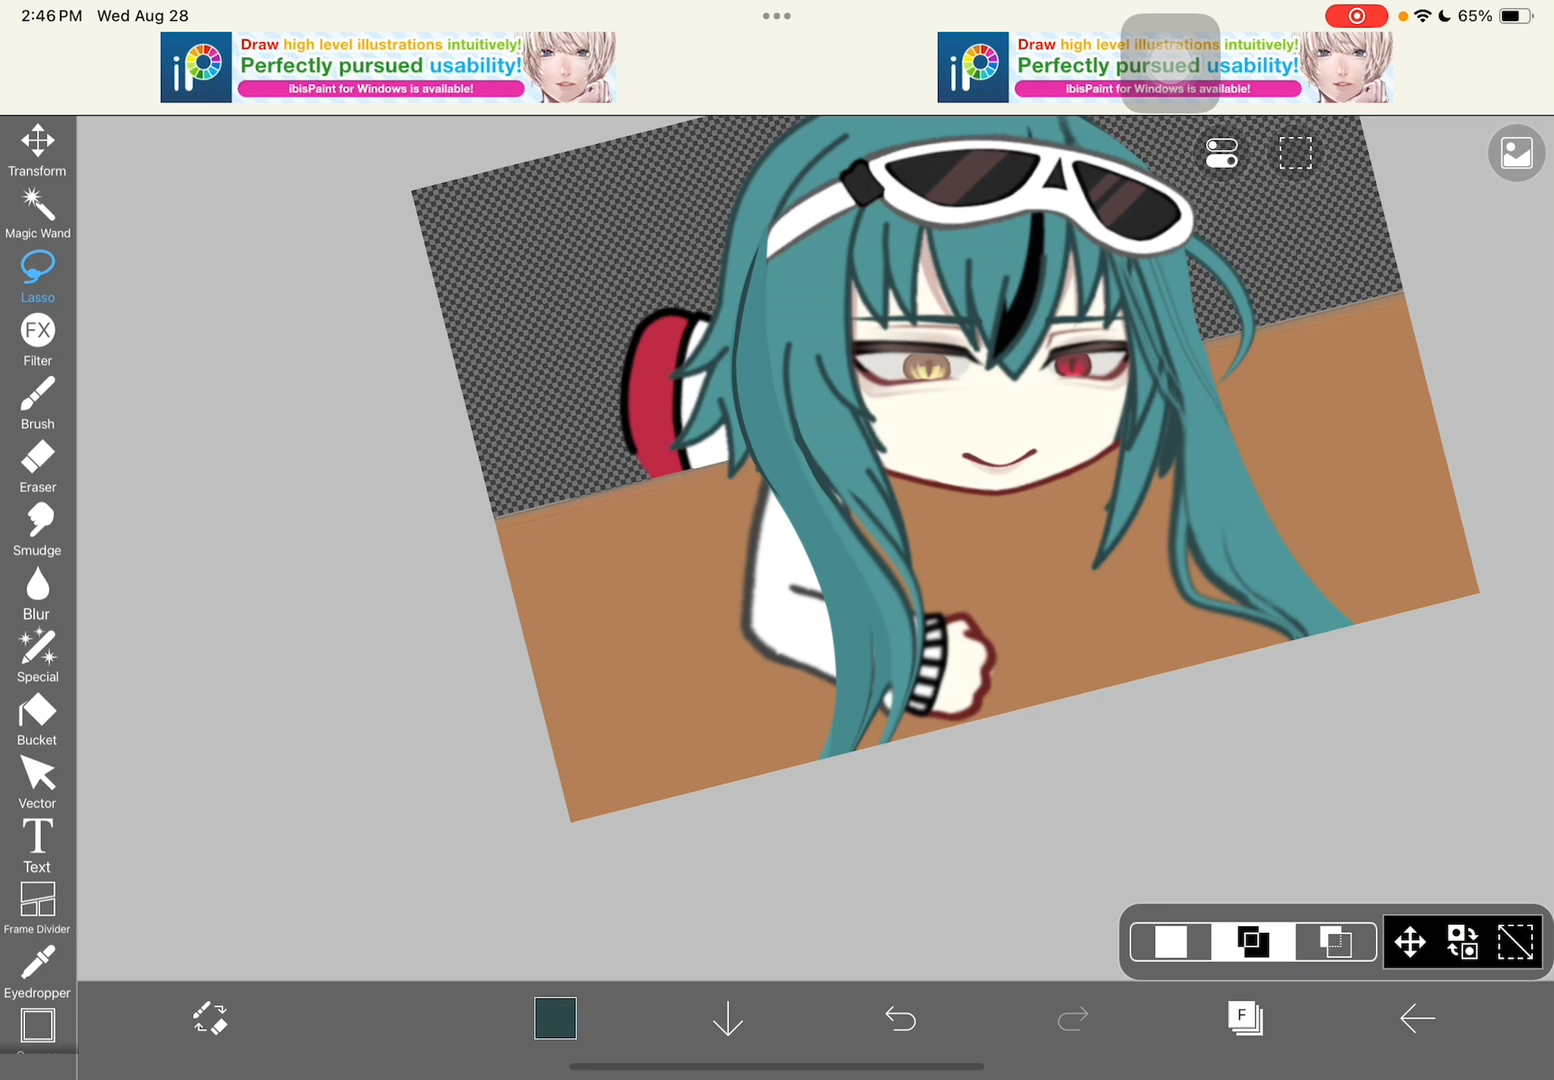 2:46 PM Wed Aug 28
65%
iP
Draw high level illustrations intuitively!
Perfectly pursued usability!
ibisPaint for Windows is available!
iP
Draw high level illustrations intuitively!
Perfectly pursued usability!
ibisPaint for Windows is available!
Transform
Magic Wand
Lasso
FX
Filter
Brush
Eraser
Smudge
Blur
Special
Bucket
Vector
T
Text
Frame Divider
Eyedropper
F